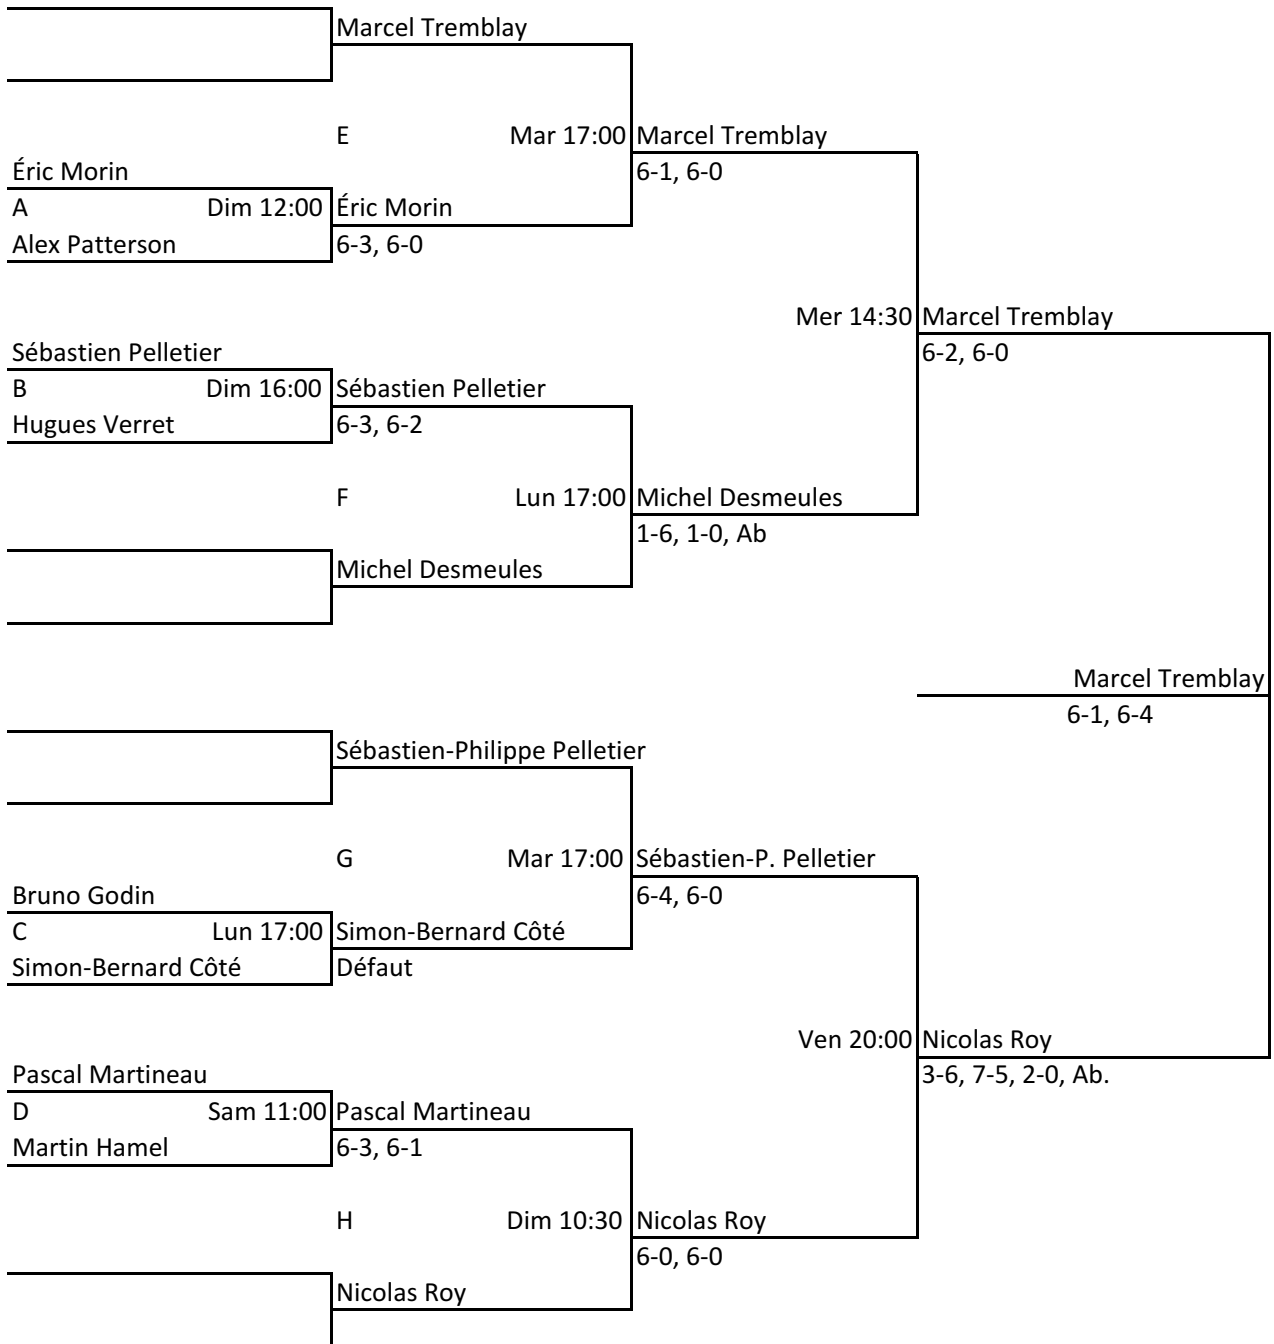 Marcel Tremblay
E Mar 17:00 Marcel Tremblay
Éric Morin 6-1, 6-0
A Dim 12:00 Éric Morin
Alex Patterson 6-3, 6-0
Mer 14:30 Marcel Tremblay
Sébastien Pelletier 6-2, 6-0
B Dim 16:00 Sébastien Pelletier
Hugues Verret 6-3, 6-2
F Lun 17:00 Michel Desmeules
1-6, 1-0, Ab
Michel Desmeules
Marcel Tremblay
6-1, 6-4
Sébastien-Philippe Pelletier
G Mar 17:00 Sébastien-P. Pelletier
Bruno Godin 6-4, 6-0
C Lun 17:00 Simon-Bernard Côté
Simon-Bernard Côté Défaut
Ven 20:00 Nicolas Roy
Pascal Martineau 3-6, 7-5, 2-0, Ab.
D Sam 11:00 Pascal Martineau
Martin Hamel 6-3, 6-1
H Dim 10:30 Nicolas Roy
6-0, 6-0
Nicolas Roy